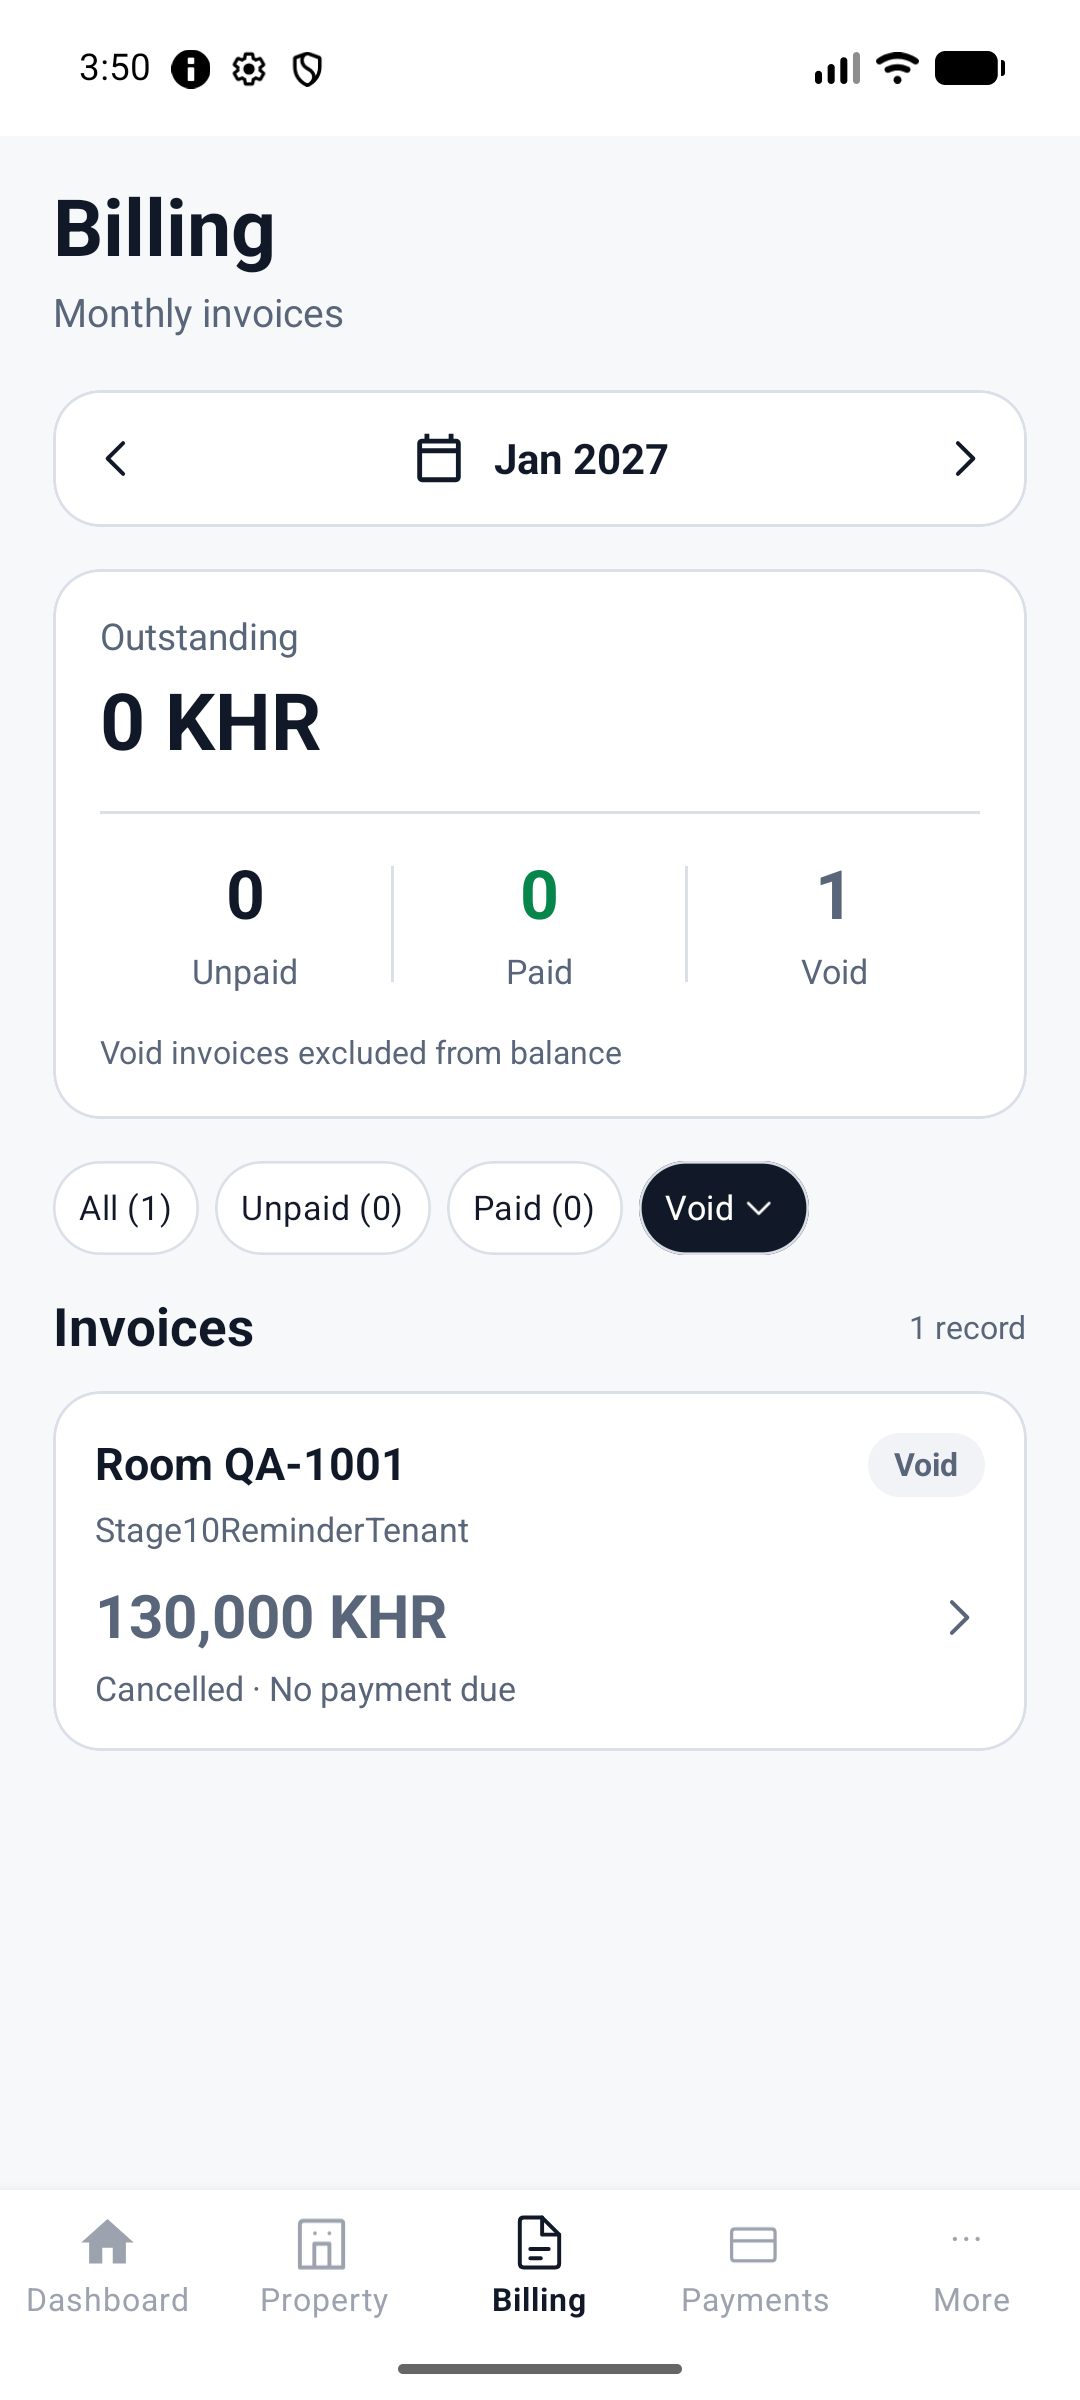 3:50
Billing
Monthly invoices
Jan 2027
Outstanding
0 KHR
0
Unpaid
0
Paid
1
Void
Void invoices excluded from balance
All (1)
Unpaid (0)
Paid (0)
Void
Invoices
1 record
Room QA-1001
Void
Stage10ReminderTenant
130,000 KHR
Cancelled · No payment due
Dashboard
Property
Billing
Payments
More